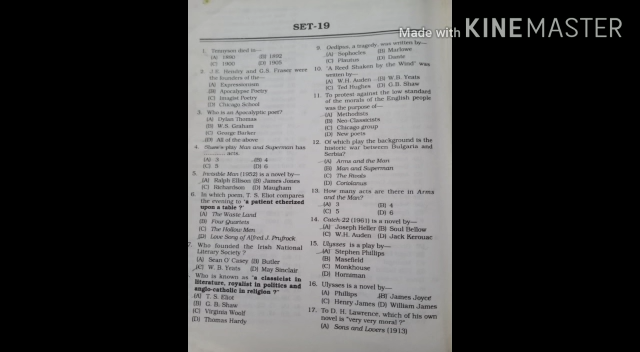 Made with KINEMASTER
SET-19
1. Tennyson died in—
(A) 1890 (B) 1892
(C) 1900 (D) 1905
2. J.F. Hendry and G.S. Fraser were
the founders of the—
(A) Expressionism
(B) Apocalypse Poetry
(C) Imagist Poetry
(D) Chicago School
3. Who is an Apocalyptic poet?
(A) Dylan Thomas
(B) W.S. Graham
(C) George Barker
(D) All of the above
4. Shaw's play Man and Superman has
......... acts.
(A) 3 (B) 4
(C) 5 (D) 6
5. Invisible Man (1952) is a novel by—
(A) Ralph Ellison (B) James Jones
(C) Richardson (D) Maugham
6. In which poem, T. S. Eliot compares
the evening to 'a patient etherized
upon a table ?'
(A) The Waste Land
(B) Four Quartets
(C) The Hollow Men
(D) Love Song of Alfred J. Prufrock
7. Who founded the Irish National
Literary Society ?
(A) Sean O' Casey (B) Butler
(C) W. B. Yeats (D) May Sinclair
Who is known as 'a classicist in
literature, royalist in politics and
anglo-catholic in religion ?'
(A) T. S. Eliot
(B) G. B. Shaw
(C) Virginia Woolf
(D) Thomas Hardy
9. Oedipus, a tragedy, was written by—
(A) Sophocles (B) Marlowe
(C) Plautus (D) Dante
10. 'A Reed Shaken by the Wind' was
written by—
(A) W.H. Auden (B) W.B. Yeats
(C) Ted Hughes (D) G.B. Shaw
11. To protest against the low standard
of the morals of the English people
was the purpose of—
(A) Methodists
(B) Neo-Classicists
(C) Chicago group
(D) New poets
12. Of which play the background is the
historic war between Bulgaria and
Serbia?
(A) Arms and the Man
(B) Man and Superman
(C) The Rivals
(D) Coriolanus
13. How many acts are there in Arms
and the Man?
(A) 3 (B) 4
(C) 5 (D) 6
14. Catch-22 (1961) is a novel by—
(A) Joseph Heller (B) Saul Bellow
(C) W.H. Auden (D) Jack Kerouac
15. Ulysses is a play by—
(A) Stephen Phillips
(B) Masefield
(C) Monkhouse
(D) Horniman
16. Ulysses is a novel by—
(A) Phillips (B) James Joyce
(C) Henry James (D) William James
17. To D. H. Lawrence, which of his own
novel is "very very moral ?"
(A) Sons and Lovers (1913)